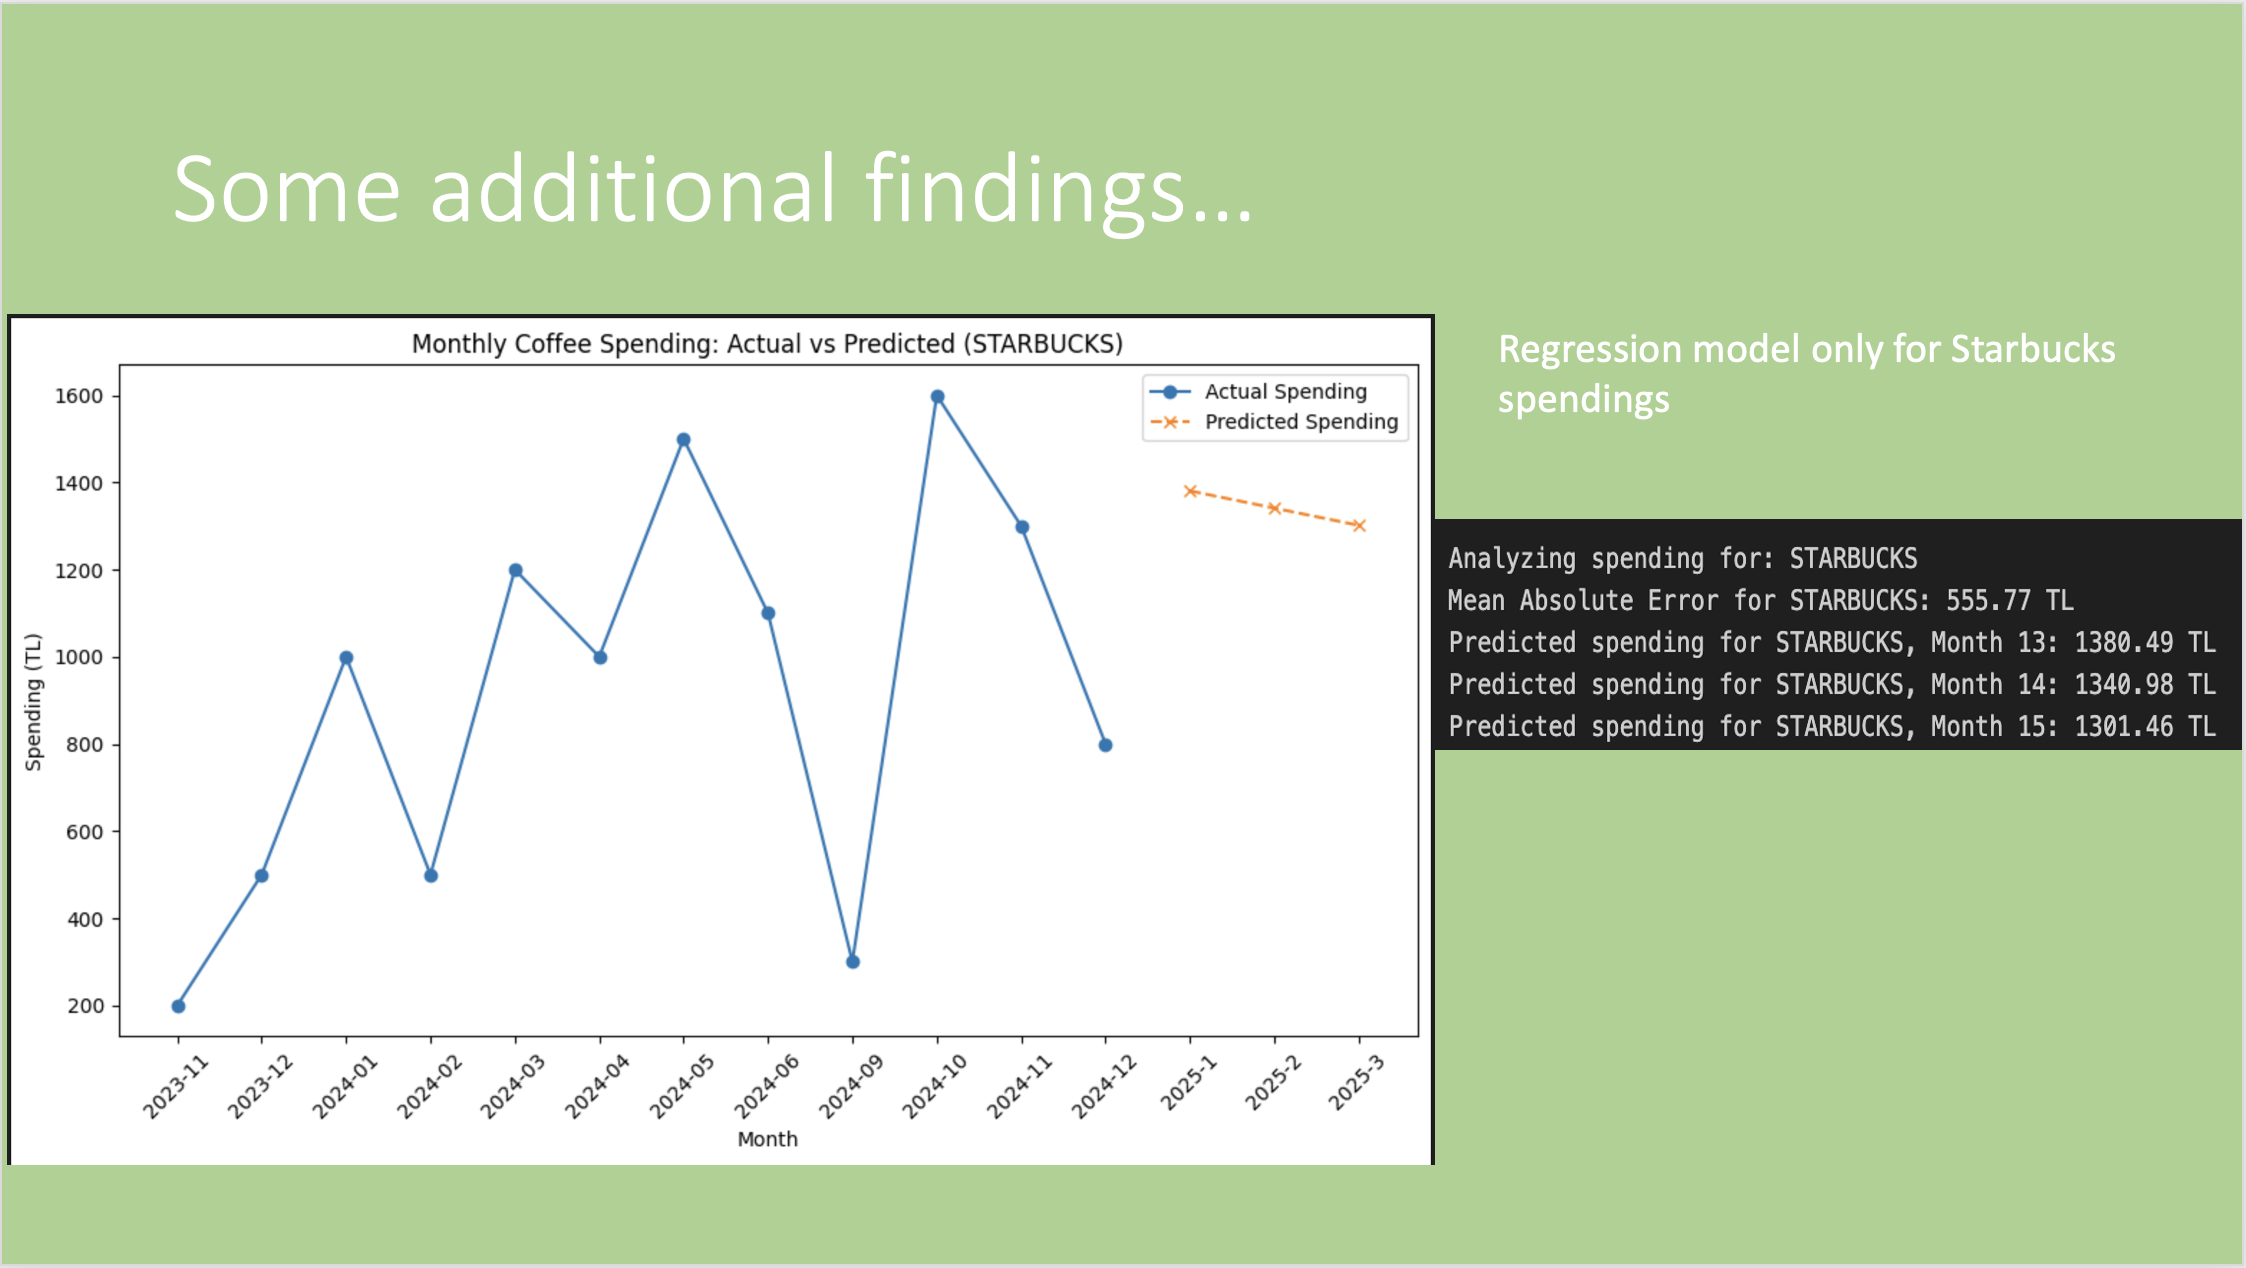 Some additional findings...
Monthly Coffee Spending: Actual vs Predicted (STARBUCKS)
Actual Spending
Predicted Spending
1600
1400
1200
1000
800
600
400
200
Spending (TL)
2023-11
2023-12
2024-01
2024-02
2024-03
2024-04
2024-05
2024-06
2024-09
2024-10
2024-11
2024-12
2025-1
2025-2
2025-3
Month
Regression model only for Starbucks
spendings
Analyzing spending for: STARBUCKS
Mean Absolute Error for STARBUCKS: 555.77 TL
Predicted spending for STARBUCKS, Month 13: 1380.49 TL
Predicted spending for STARBUCKS, Month 14: 1340.98 TL
Predicted spending for STARBUCKS, Month 15: 1301.46 TL